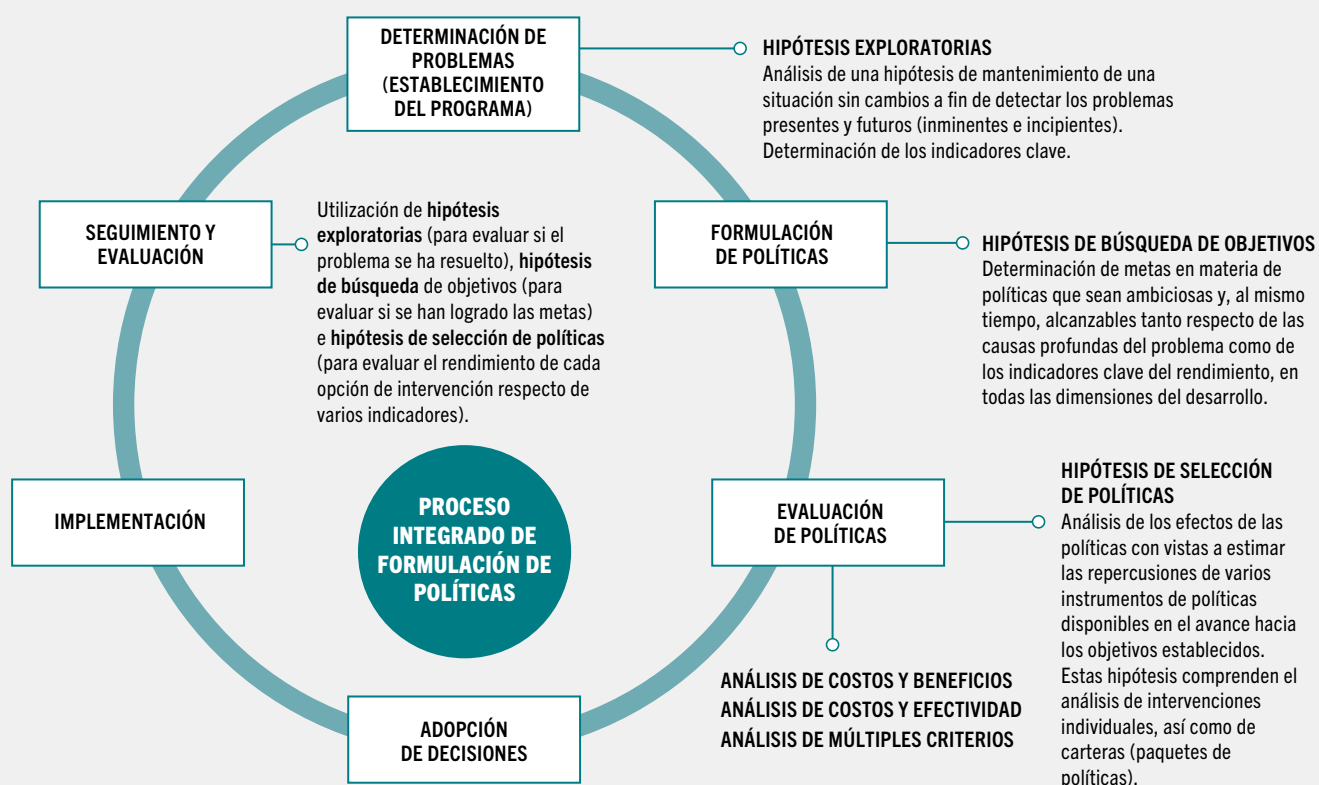 DETERMINACIÓN DE
PROBLEMAS
(ESTABLECIMIENTO
DEL PROGRAMA)
HIPÓTESIS EXPLORATORIAS
Análisis de una hipótesis de mantenimiento de una
situación sin cambios a fin de detectar los problemas
presentes y futuros (inminentes e incipientes).
Determinación de los indicadores clave.
SEGUIMIENTO Y
EVALUACIÓN
Utilización de hipótesis
exploratorias (para evaluar si el
problema se ha resuelto), hipótesis
de búsqueda de objetivos (para
evaluar si se han logrado las metas)
e hipótesis de selección de políticas
(para evaluar el rendimiento de cada
opción de intervención respecto de
varios indicadores).
FORMULACIÓN
DE POLÍTICAS
HIPÓTESIS DE BÚSQUEDA DE OBJETIVOS
Determinación de metas en materia de
políticas que sean ambiciosas y, al mismo
tiempo, alcanzables tanto respecto de las
causas profundas del problema como de
los indicadores clave del rendimiento, en
todas las dimensiones del desarrollo.
IMPLEMENTACIÓN
PROCESO
INTEGRADO DE
FORMULACIÓN DE
POLÍTICAS
EVALUACIÓN
DE POLÍTICAS
HIPÓTESIS DE SELECCIÓN
DE POLÍTICAS
Análisis de los efectos de las
políticas con vistas a estimar
las repercusiones de varios
instrumentos de políticas
disponibles en el avance hacia
los objetivos establecidos.
Estas hipótesis comprenden el
análisis de intervenciones
individuales, así como de
carteras (paquetes de
políticas).
ANÁLISIS DE COSTOS Y BENEFICIOS
ANÁLISIS DE COSTOS Y EFECTIVIDAD
ANÁLISIS DE MÚLTIPLES CRITERIOS
ADOPCIÓN
DE DECISIONES